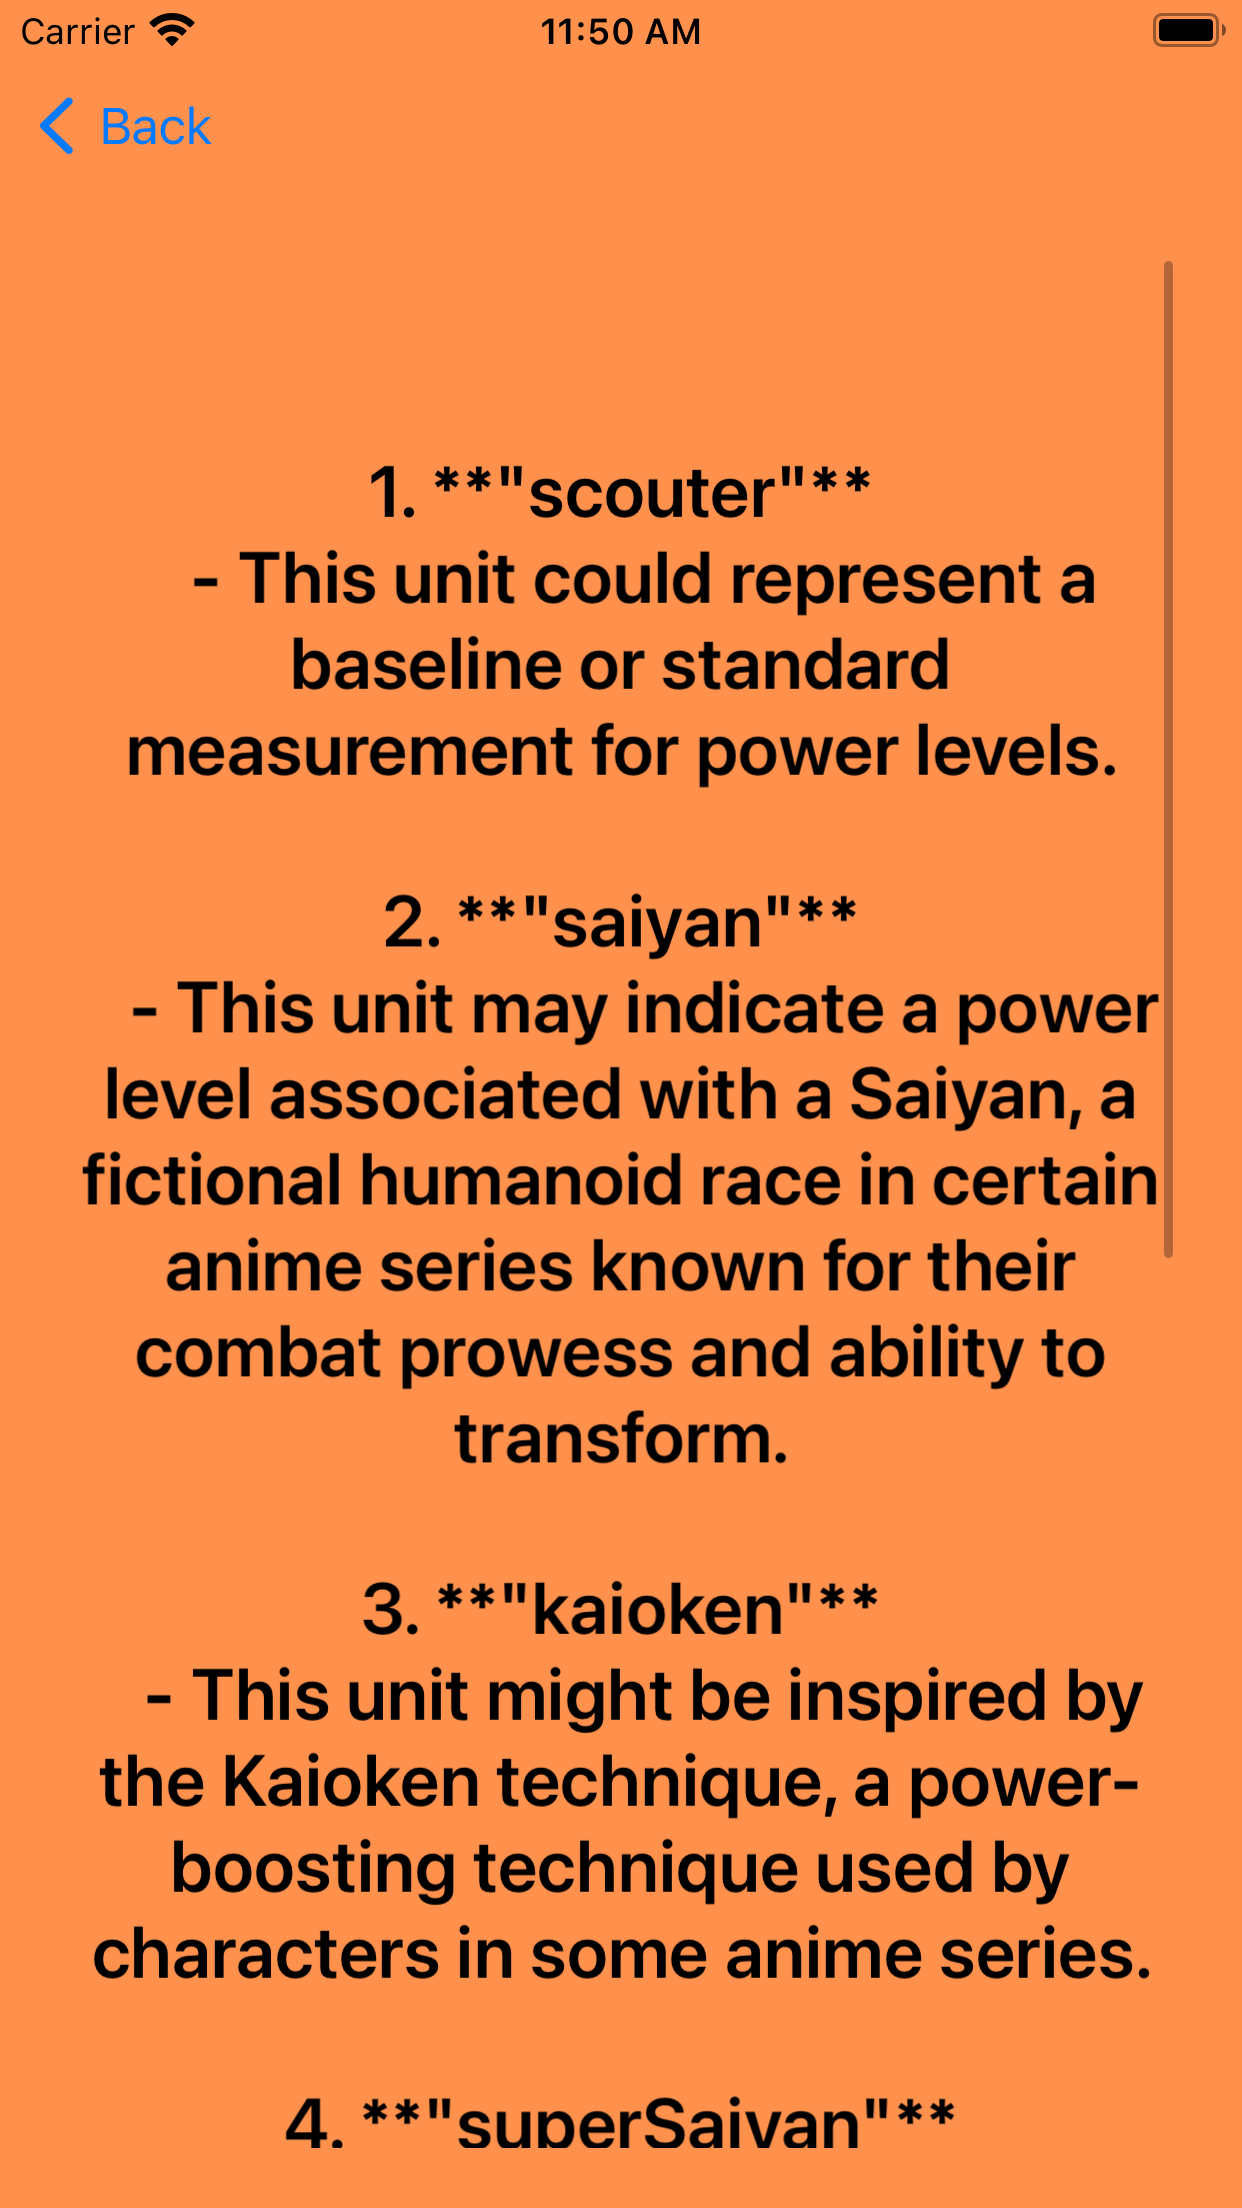 Carrier
11:50 AM
Back
1. **"scouter"**
- This unit could represent a
baseline or standard
measurement for power levels.
2. **"saiyan"**
- This unit may indicate a power
level associated with a Saiyan, a
fictional humanoid race in certain
anime series known for their
combat prowess and ability to
transform.
3. **"kaioken"**
- This unit might be inspired by
the Kaioken technique, a power-
boosting technique used by
characters in some anime series.
4. **"superSaiyan"**